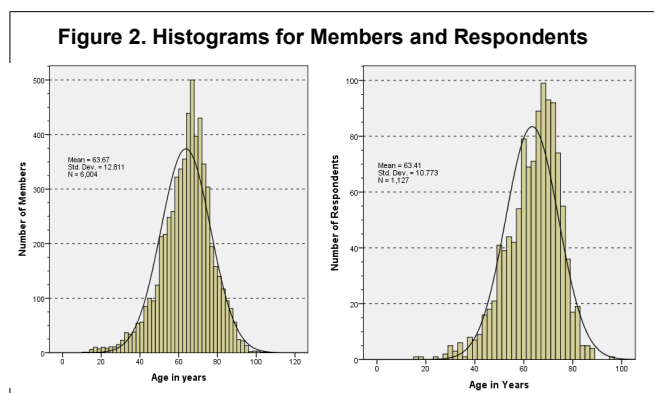 Figure 2. Histograms for Members and Respondents
500
400
300
200
100
0
Number of Members
Mean = 63.67
Std. Dev. = 12.811
N = 6,004
0 20 40 60 80 100 120
Age in years
100
80
60
40
20
0
Number of Respondents
Mean = 63.41
Std. Dev. = 10.773
N = 1,127
0 20 40 60 80 100
Age in Years